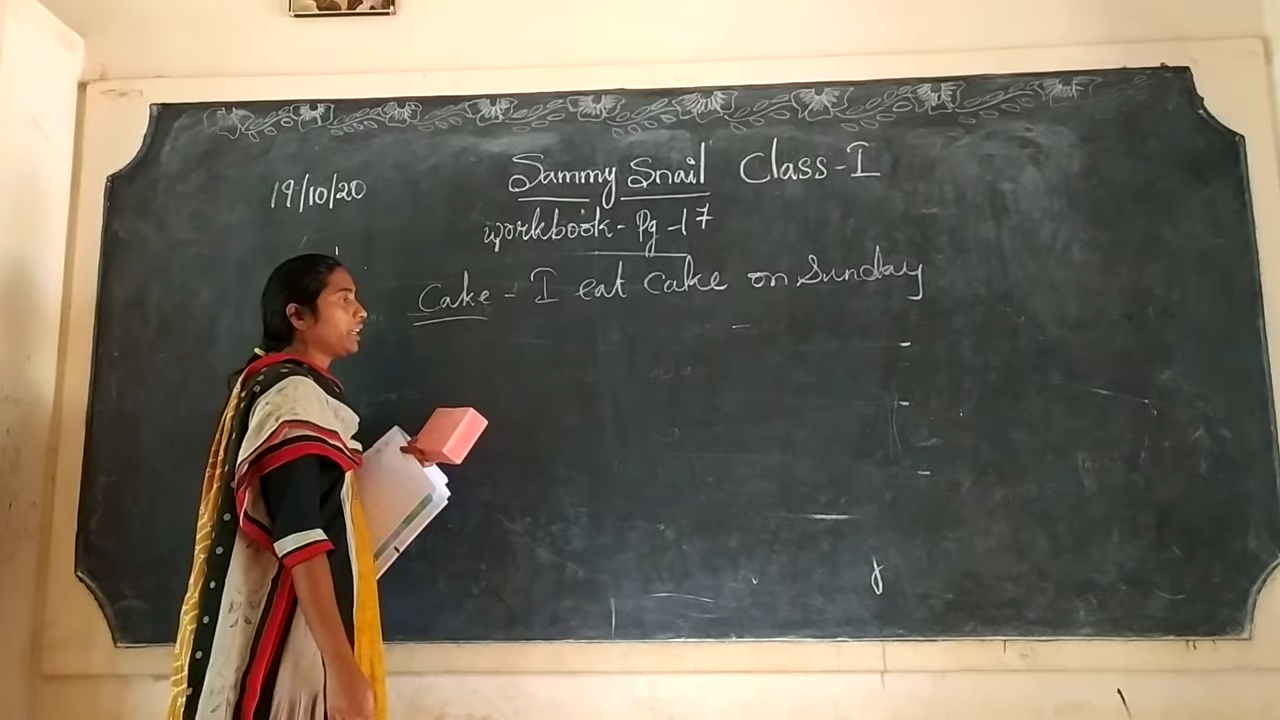 19/10/20
Sammy Snail Class-I
workbook - Pg -17
Cake - I eat Cake on Sunday